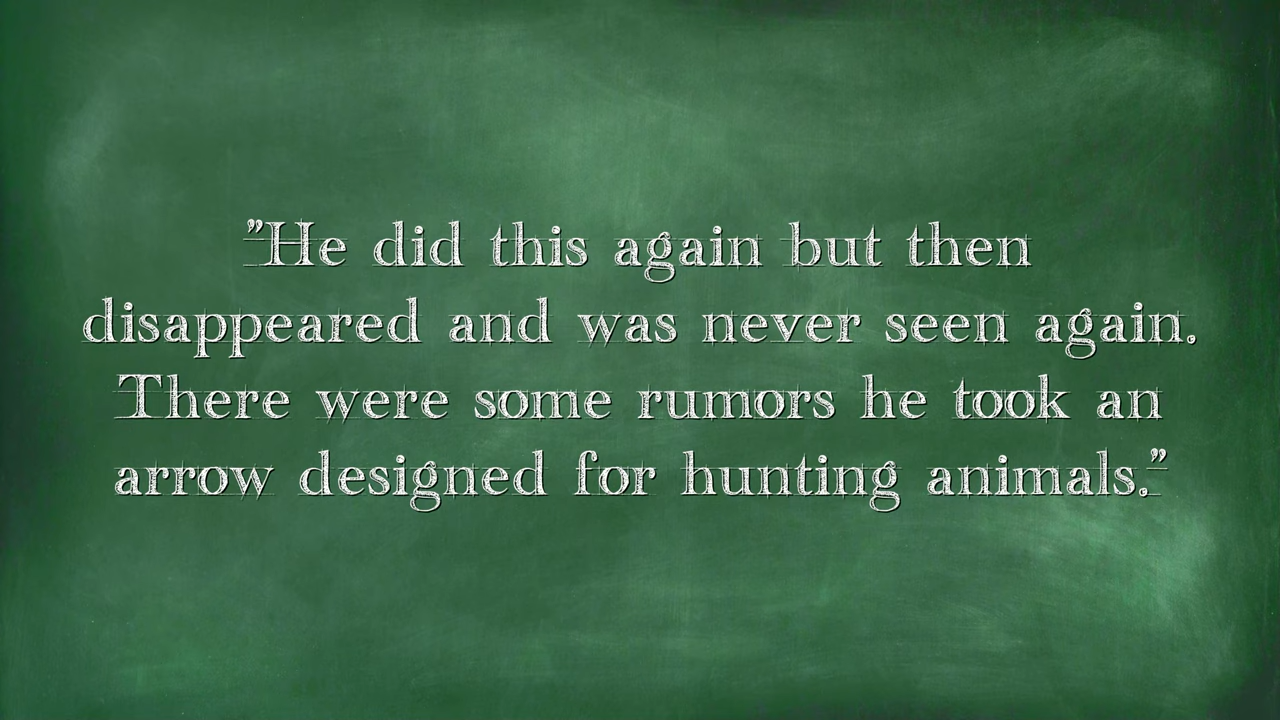 "He did this again but then
disappeared and was never seen again.
There were some rumors he took an
arrow designed for hunting animals."